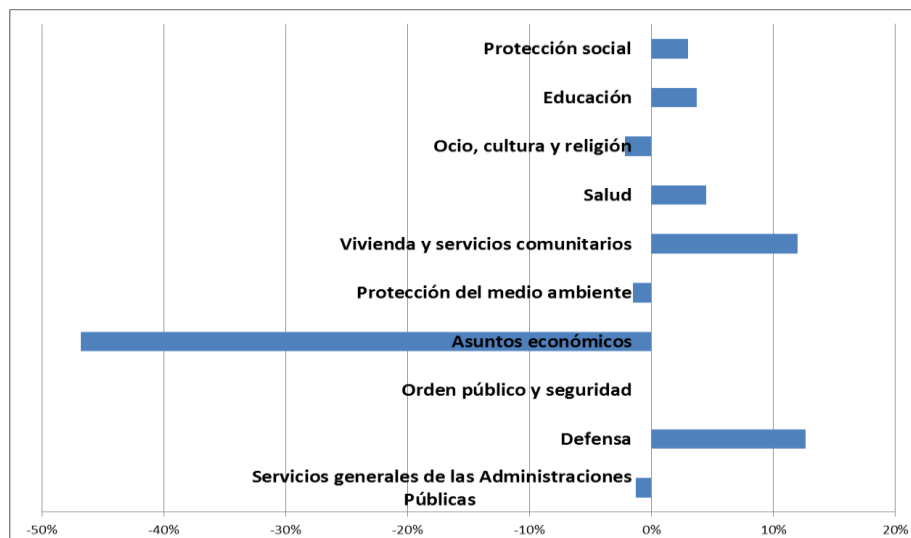 Protección social
Educación
Ocio, cultura y religión
Salud
Vivienda y servicios comunitarios
Protección del medio ambiente
Asuntos económicos
Orden público y seguridad
Defensa
Servicios generales de las Administraciones
Públicas
-50% -40% -30% -20% -10% 0% 10% 20%